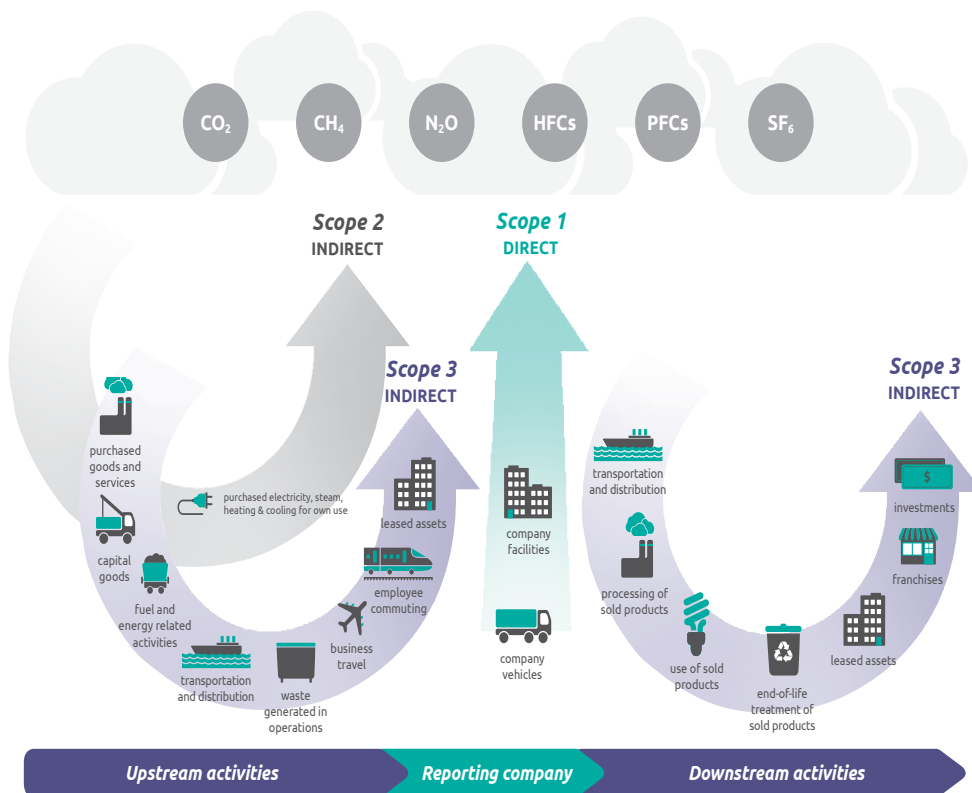 CO₂
CH₄
N₂O
HFCs
PFCs
SF₆
Scope 2
INDIRECT
Scope 1
DIRECT
Scope 3
INDIRECT
Scope 3
INDIRECT
purchased
goods and
services
capital
goods
fuel and
energy related
activities
transportation
and distribution
waste
generated in
operations
business
travel
employee
commuting
leased assets
purchased electricity, steam,
heating & cooling for own use
company
facilities
company
vehicles
transportation
and distribution
processing of
sold products
use of sold
products
end-of-life
treatment of
sold products
leased assets
franchises
$
investments
Upstream activities
Reporting company
Downstream activities